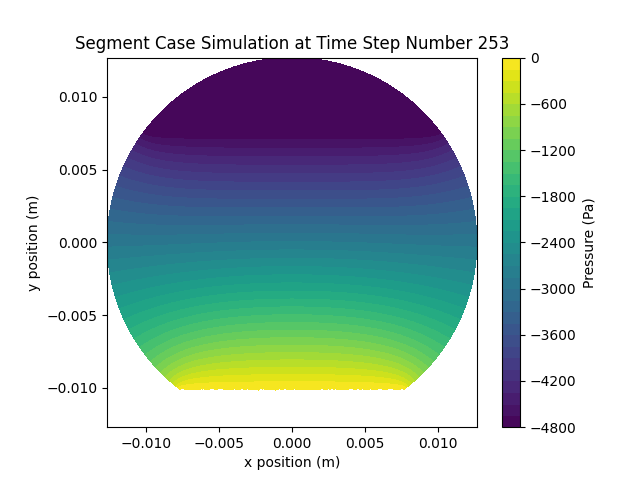 Segment Case Simulation at Time Step Number 253
0.010
0.005
0.000
−0.005
−0.010
y position (m)
−0.010 −0.005 0.000 0.005 0.010
x position (m)
0
−600
−1200
−1800
−2400
−3000
−3600
−4200
−4800
Pressure (Pa)